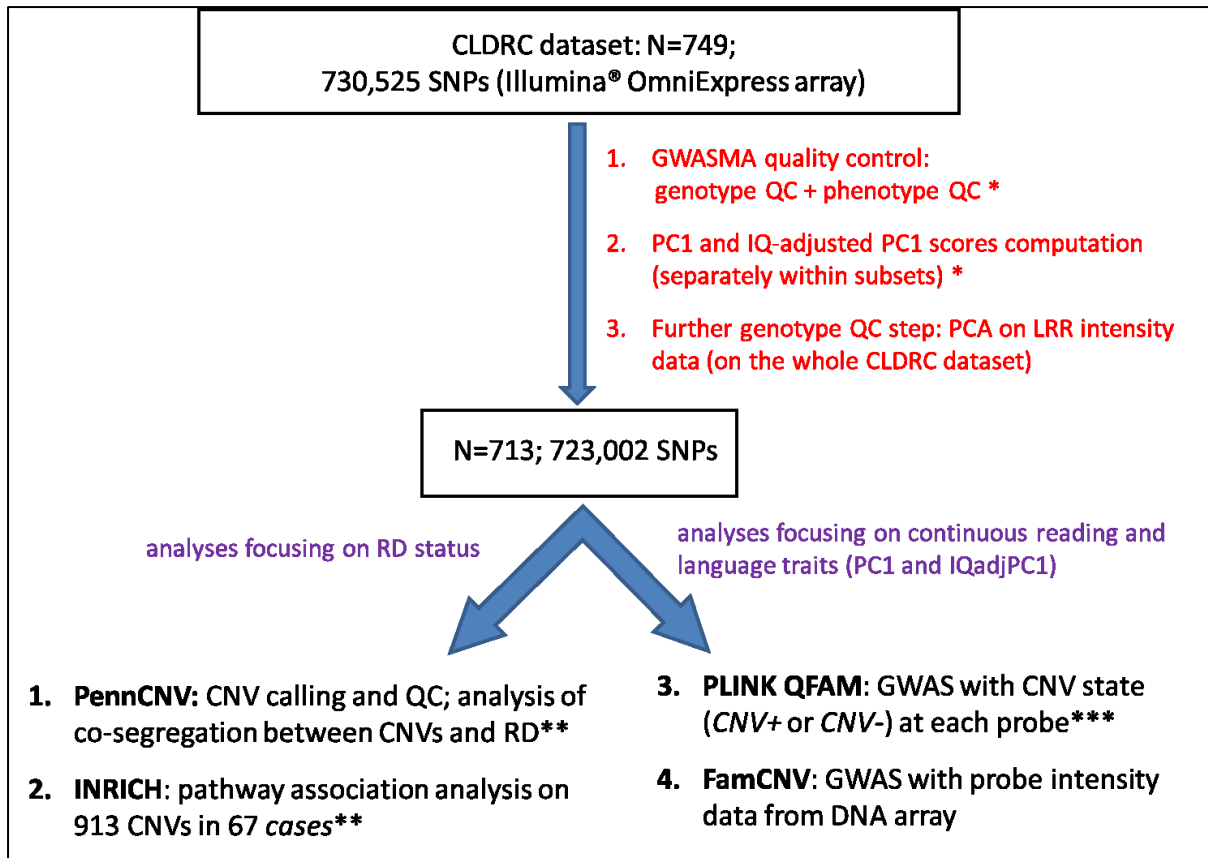 CLDRC dataset: N=749;
730,525 SNPs (Illumina® OmniExpress array)
1. GWASMA quality control:
genotype QC + phenotype QC *
2. PC1 and IQ-adjusted PC1 scores computation
(separately within subsets) *
3. Further genotype QC step: PCA on LRR intensity
data (on the whole CLDRC dataset)
N=713; 723,002 SNPs
analyses focusing on RD status
analyses focusing on continuous reading and
language traits (PC1 and IQadjPC1)
1. PennCNV: CNV calling and QC; analysis of
co-segregation between CNVs and RD**
2. INRICH: pathway association analysis on
913 CNVs in 67 cases**
3. PLINK QFAM: GWAS with CNV state
(CNV+ or CNV-) at each probe***
4. FamCNV: GWAS with probe intensity
data from DNA array